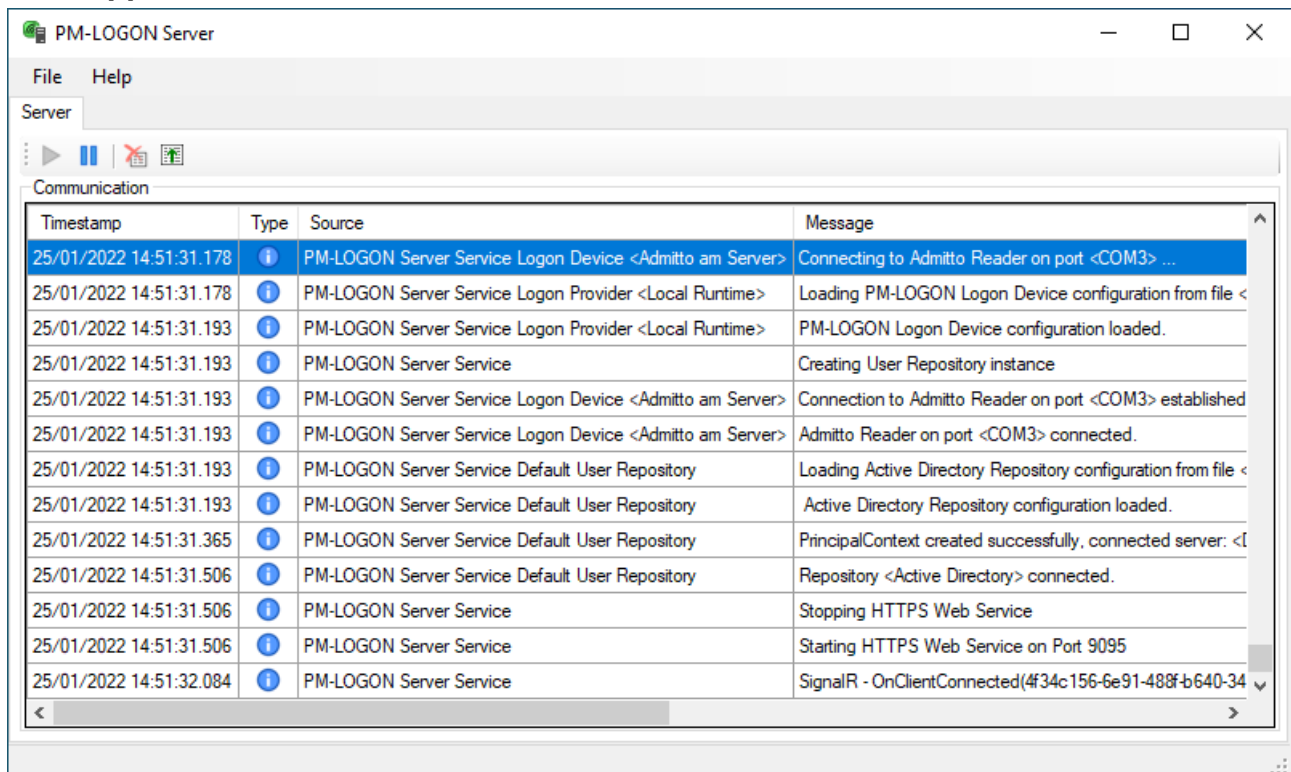 PM-LOGON Server
File Help
Server
Communication
Timestamp Type Source Message
25/01/2022 14:51:31.178 PM-LOGON Server Service Logon Device <Admitto am Server> Connecting to Admitto Reader on port <COM3> ...
25/01/2022 14:51:31.178 PM-LOGON Server Service Logon Provider <Local Runtime> Loading PM-LOGON Logon Device configuration from file <
25/01/2022 14:51:31.193 PM-LOGON Server Service Logon Provider <Local Runtime> PM-LOGON Logon Device configuration loaded.
25/01/2022 14:51:31.193 PM-LOGON Server Service Creating User Repository instance
25/01/2022 14:51:31.193 PM-LOGON Server Service Logon Device <Admitto am Server> Connection to Admitto Reader on port <COM3> established
25/01/2022 14:51:31.193 PM-LOGON Server Service Logon Device <Admitto am Server> Admitto Reader on port <COM3> connected.
25/01/2022 14:51:31.193 PM-LOGON Server Service Default User Repository Loading Active Directory Repository configuration from file <
25/01/2022 14:51:31.193 PM-LOGON Server Service Default User Repository Active Directory Repository configuration loaded.
25/01/2022 14:51:31.365 PM-LOGON Server Service Default User Repository PrincipalContext created successfully, connected server: <
25/01/2022 14:51:31.506 PM-LOGON Server Service Default User Repository Repository <Active Directory> connected.
25/01/2022 14:51:31.506 PM-LOGON Server Service Stopping HTTPS Web Service
25/01/2022 14:51:31.506 PM-LOGON Server Service Starting HTTPS Web Service on Port 9095
25/01/2022 14:51:32.084 PM-LOGON Server Service SignalR - OnClientConnected(4f34c156-6e91-488f-b640-34